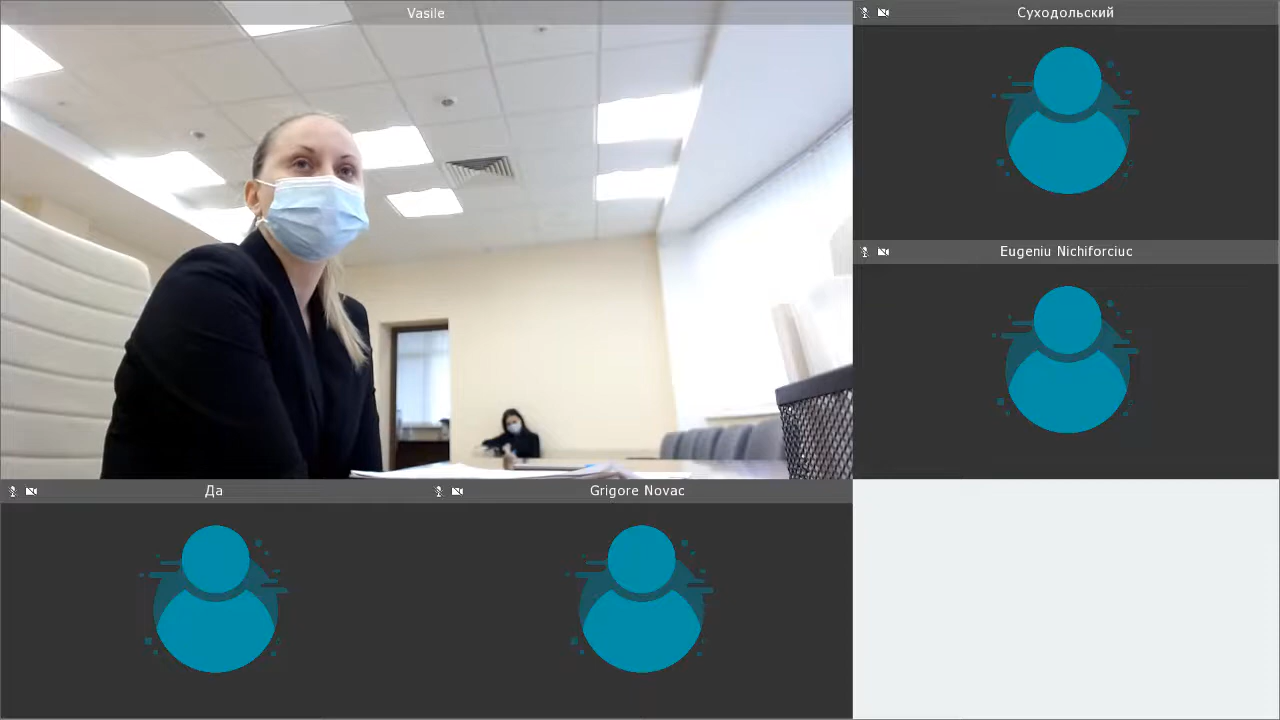 Vasile
Суходольский
Eugeniu Nichiforciuc
Да
Grigore Novac